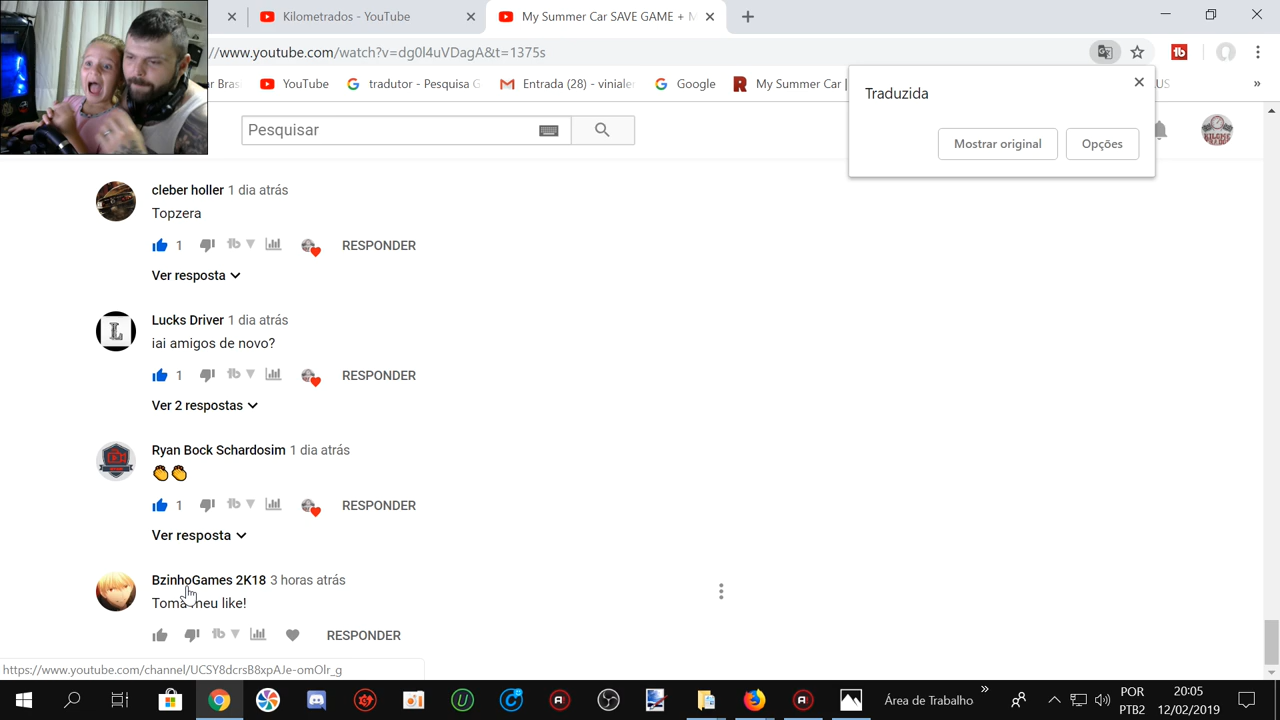 Kilometrados - YouTube
My Summer Car SAVE GAME + M
//www.youtube.com/watch?v=dg0l4uVDagA&t=1375s
YouTube
tradutor - Pesquisa G
Entrada (28) - viniale
Google
My Summer Car |
Traduzida
Mostrar original
Opções
Pesquisar
cleber holler 1 dia atrás
Topzera
1 RESPONDER
Ver resposta
Lucks Driver 1 dia atrás
iai amigos de novo?
1 RESPONDER
Ver 2 respostas
Ryan Bock Schardosim 1 dia atrás
👏👏
1 RESPONDER
Ver resposta
BzinhoGames 2K18 3 horas atrás
Toma meu like!
RESPONDER
https://www.youtube.com/channel/UCSY8dcrsB8xpAJe-omOlr_g
Área de Trabalho
POR
PTB2
20:05
12/02/2019